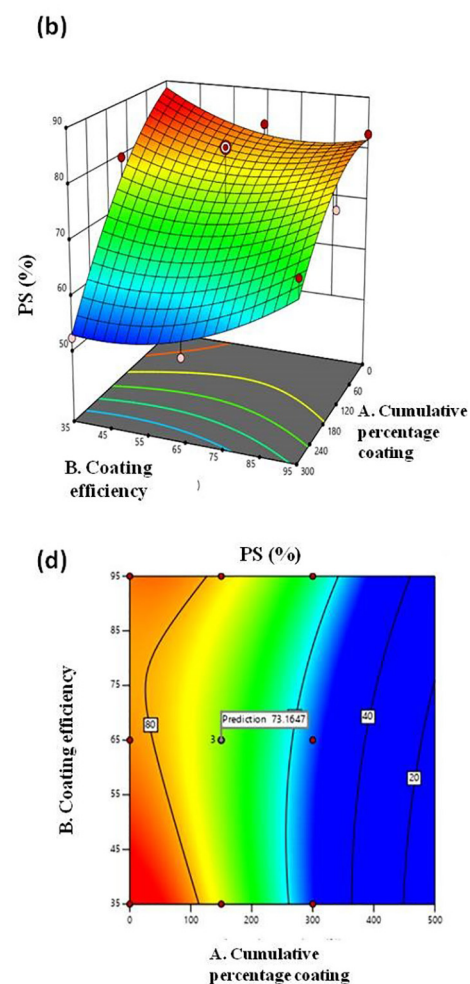 (b)
90
80
70
60
50
PS (%)
0
60
120
180
240
300
A. Cumulative
percentage
coating
35
45
55
65
75
85
95
B. Coating
efficiency
)
(d)
PS (%)
95
85
75
65
55
45
35
B. Coating efficiency
80
Prediction 73.1647
3
40
20
0
100
200
300
400
500
A. Cumulative
percentage coating